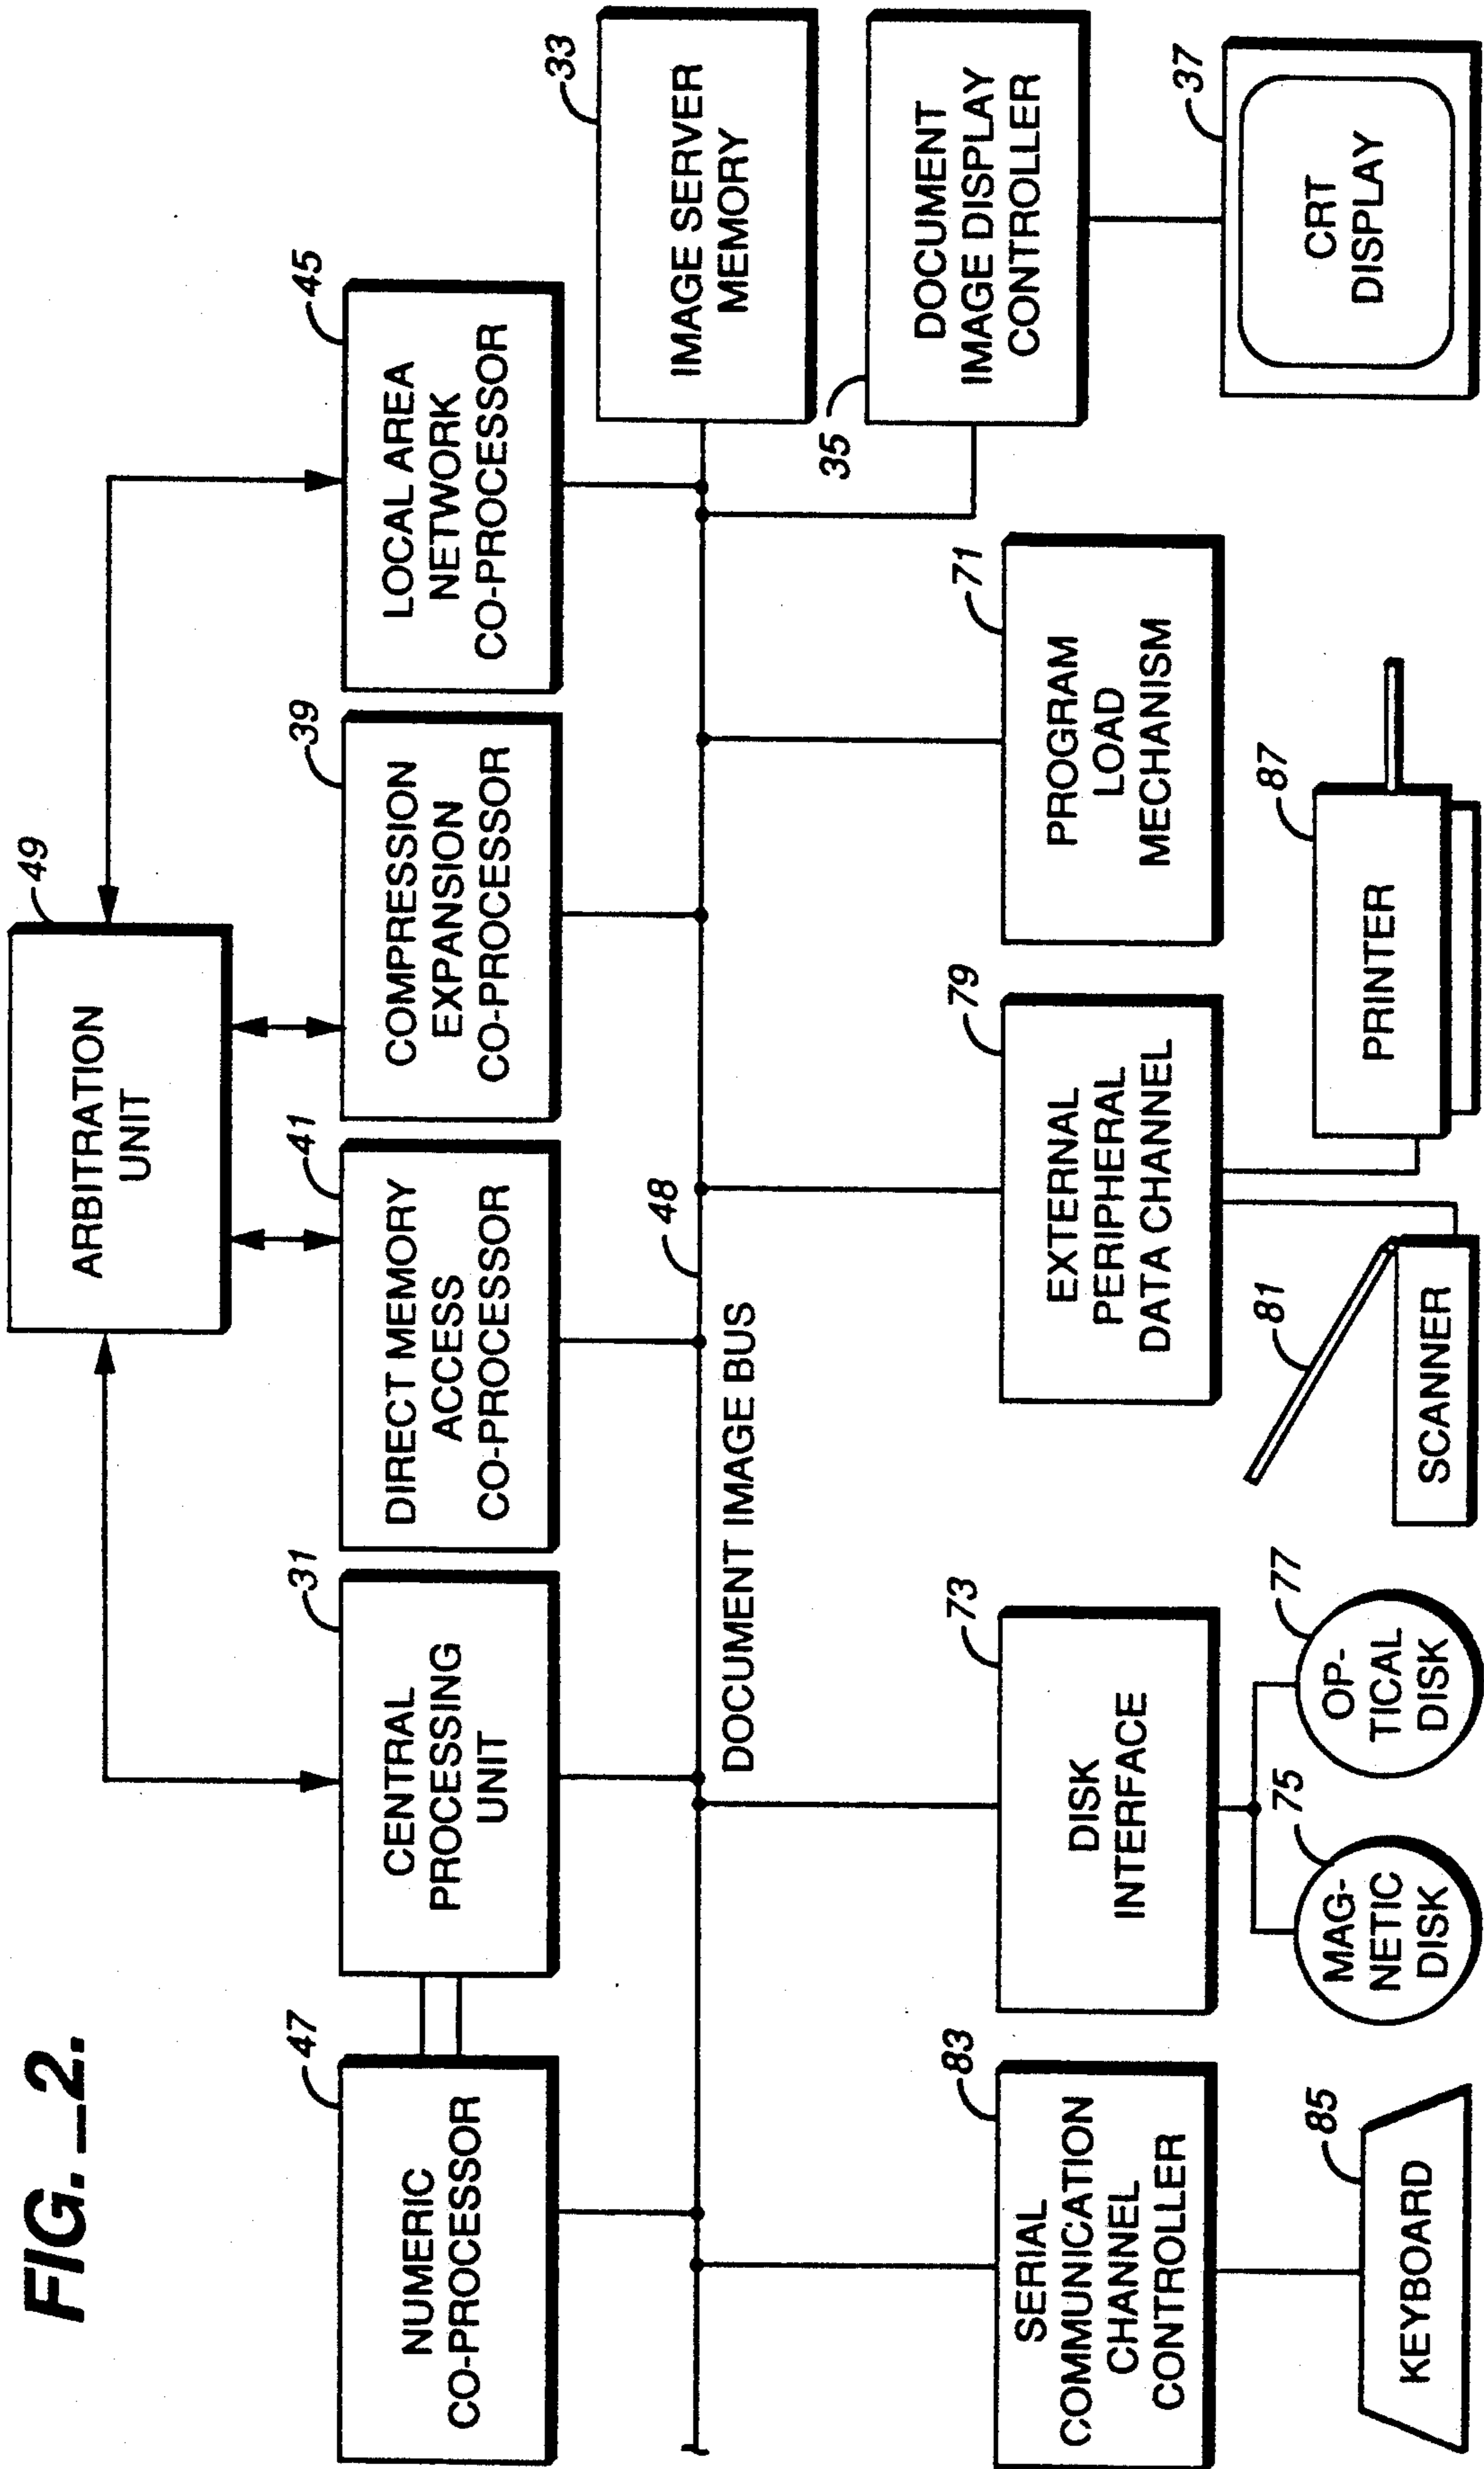 FIG._2.
49
ARBITRATION
UNIT
47
NUMERIC
CO-PROCESSOR
31
CENTRAL
PROCESSING
UNIT
41
DIRECT MEMORY
ACCESS
CO-PROCESSOR
39
COMPRESSION
EXPANSION
CO-PROCESSOR
45
LOCAL AREA
NETWORK
CO-PROCESSOR
33
IMAGE SERVER
MEMORY
48
DOCUMENT IMAGE BUS
35
DOCUMENT
IMAGE DISPLAY
CONTROLLER
83
SERIAL
COMMUNICATION
CHANNEL
CONTROLLER
73
DISK
INTERFACE
79
EXTERNAL
PERIPHERAL
DATA CHANNEL
71
PROGRAM
LOAD
MECHANISM
37
CRT
DISPLAY
85
KEYBOARD
75
MAG-
NETIC
DISK
77
OP-
TICAL
DISK
81
SCANNER
87
PRINTER